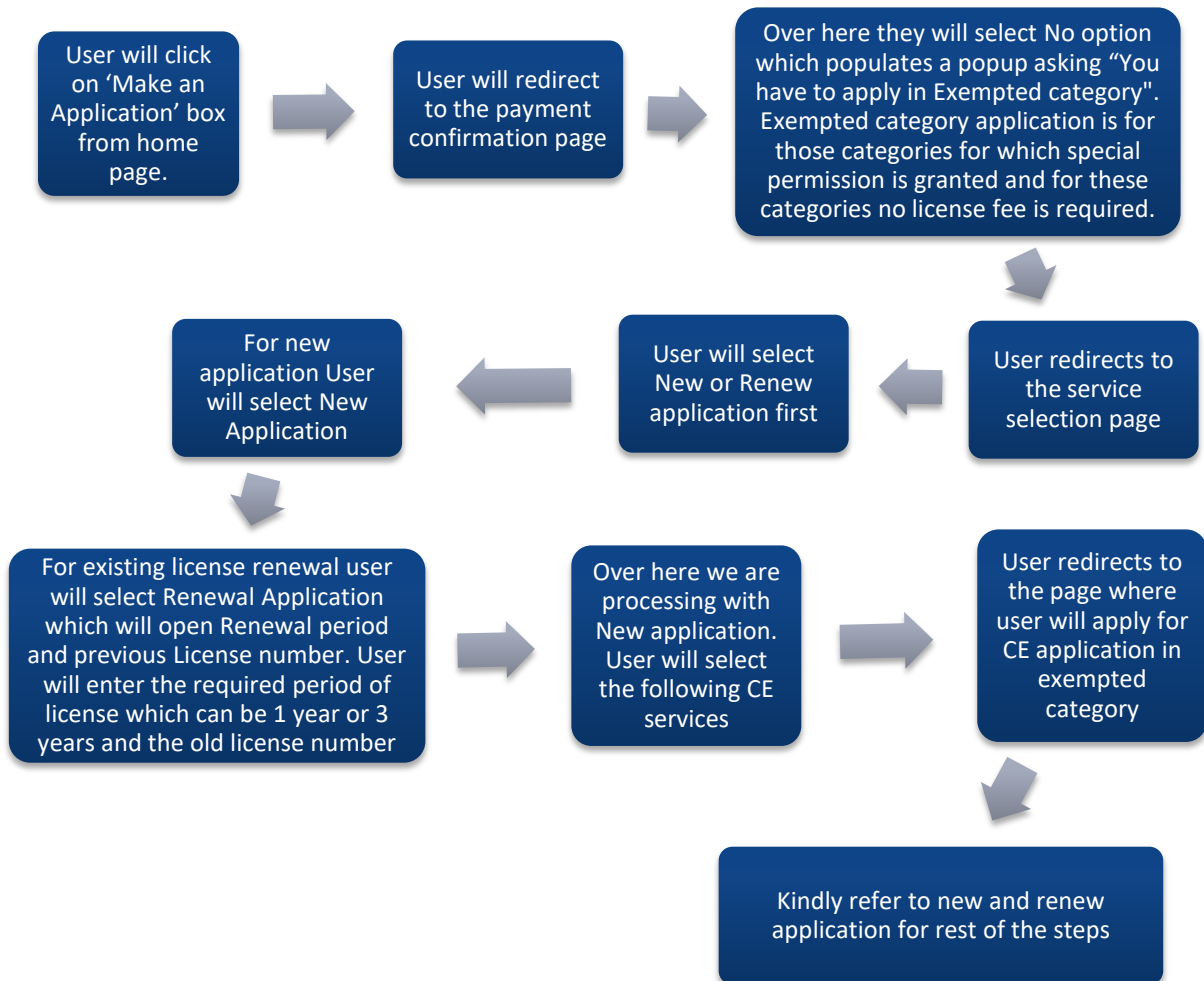 User will click
on ‘Make an
Application’ box
from home
page.
User will redirect
to the payment
confirmation page
Over here they will select No option
which populates a popup asking “You
have to apply in Exempted category".
Exempted category application is for
those categories for which special
permission is granted and for these
categories no license fee is required.
User redirects to
the service
selection page
User will select
New or Renew
application first
For new
application User
will select New
Application
For existing license renewal user
will select Renewal Application
which will open Renewal period
and previous License number. User
will enter the required period of
license which can be 1 year or 3
years and the old license number
Over here we are
processing with
New application.
User will select
the following CE
services
User redirects to
the page where
user will apply for
CE application in
exempted
category
Kindly refer to new and renew
application for rest of the steps